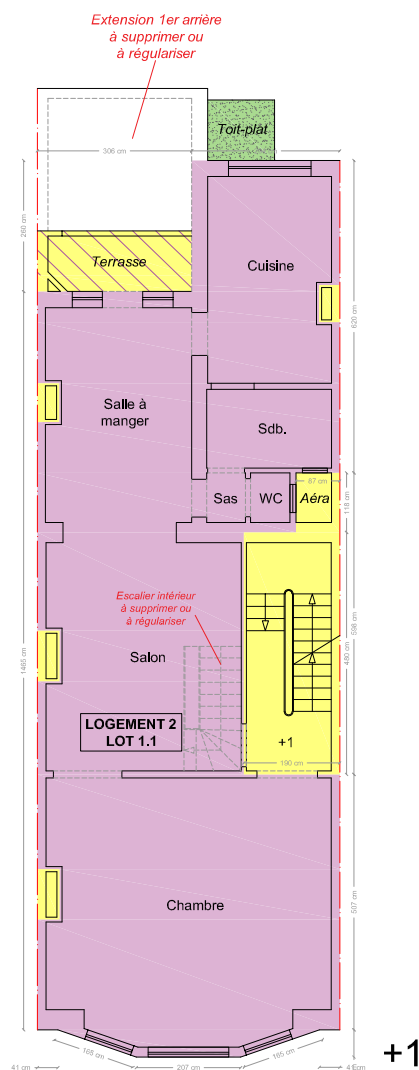 Extension 1er arrière
à supprimer ou
à régulariser
Toit-plat
306 cm
260 cm
Terrasse
Cuisine
620 cm
Salle à
manger
Sdb.
87 cm
Sas
WC
Aéra
118 cm
Escalier intérieur
à supprimer ou
à régulariser
598 cm
480 cm
1465 cm
Salon
LOGEMENT 2
LOT 1.1
+1
190 cm
Chambre
507 cm
168 cm
207 cm
165 cm
41 cm
+1